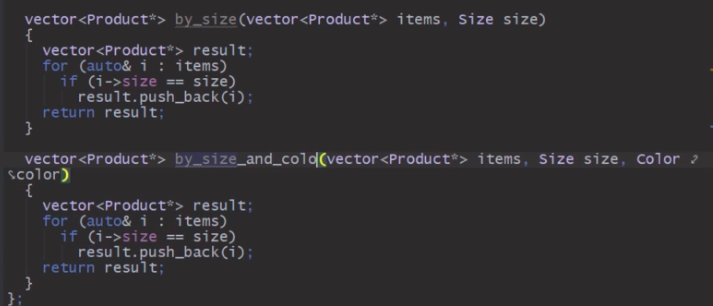 vector<Product*> by_size(vector<Product*> items, Size size)
{
vector<Product*> result;
for (auto& i : items)
if (i->size == size)
result.push_back(i);
return result;
}
vector<Product*> by_size_and_colo(vector<Product*> items, Size size, Color
color)
{
vector<Product*> result;
for (auto& i : items)
if (i->size == size)
result.push_back(i);
return result;
}
};